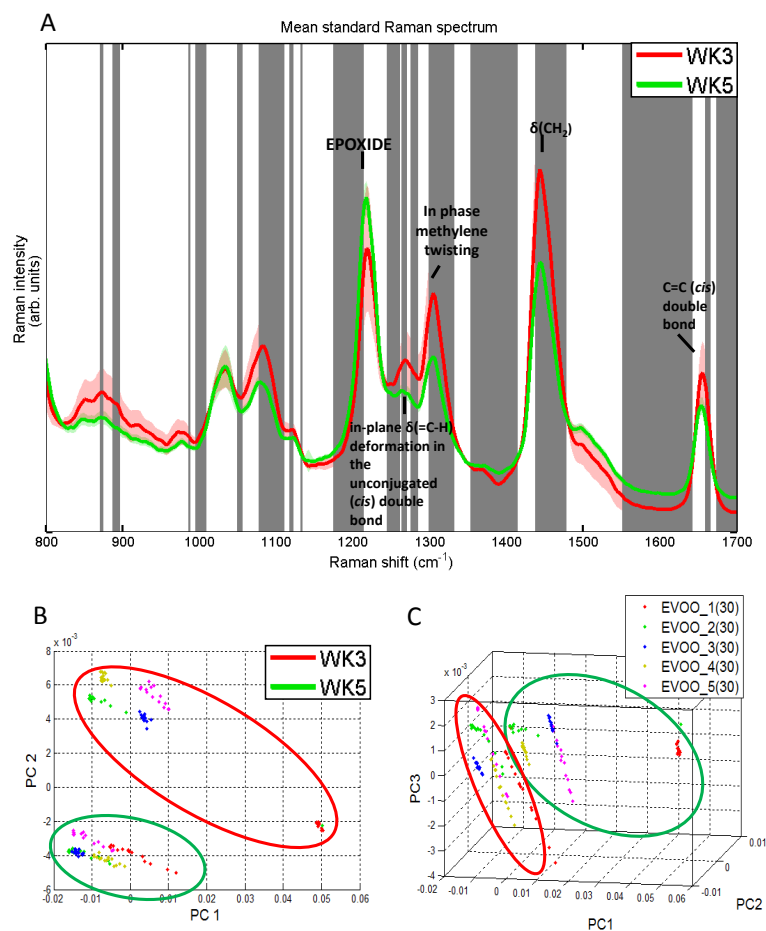 A
Mean standard Raman spectrum
WK3
WK5
EPOXIDE
δ(CH2)
In phase
methylene
twisting
C=C (cis)
double
bond
in-plane δ(=C-H)
deformation in
the
unconjugated
(cis) double
bond
Raman intensity
(arb. units)
800 900 1000 1100 1200 1300 1400 1500 1600 1700
Raman shift (cm-1)
B
x 10-3
8
6
4
2
0
-2
-4
-6
PC 2
WK3
WK5
-0.02 -0.01 0 0.01 0.02 0.03 0.04 0.05 0.06
PC 1
C
EVOO_1(30)
EVOO_2(30)
EVOO_3(30)
EVOO_4(30)
EVOO_5(30)
x 10-3
3
2
1
0
-1
-2
-3
-4
PC3
-0.02 -0.01 0 0.01 0.02 0.03 0.04 0.05 0.06
PC1
-0.01
0
0.01
PC2